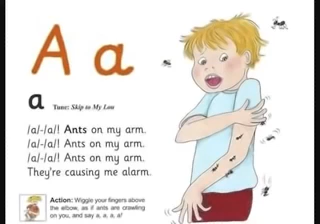 A a
a Tune: Skip to My Lou
/a/-/a/! Ants on my arm.
/a/-/a/! Ants on my arm.
/a/-/a/! Ants on my arm.
They're causing me alarm.
Action: Wiggle your fingers above
the elbow, as if ants are crawling
on you, and say a, a, a, a!